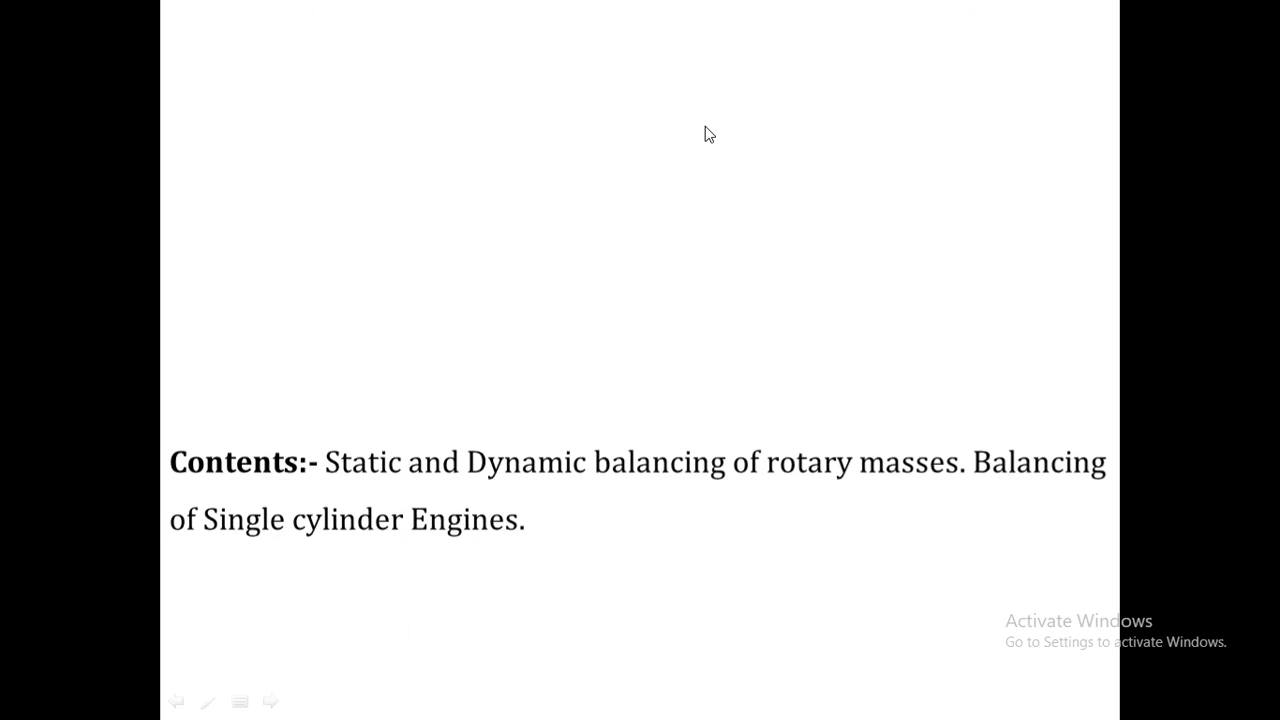 Contents:- Static and Dynamic balancing of rotary masses. Balancing
of Single cylinder Engines.
Activate Windows
Go to Settings to activate Windows.